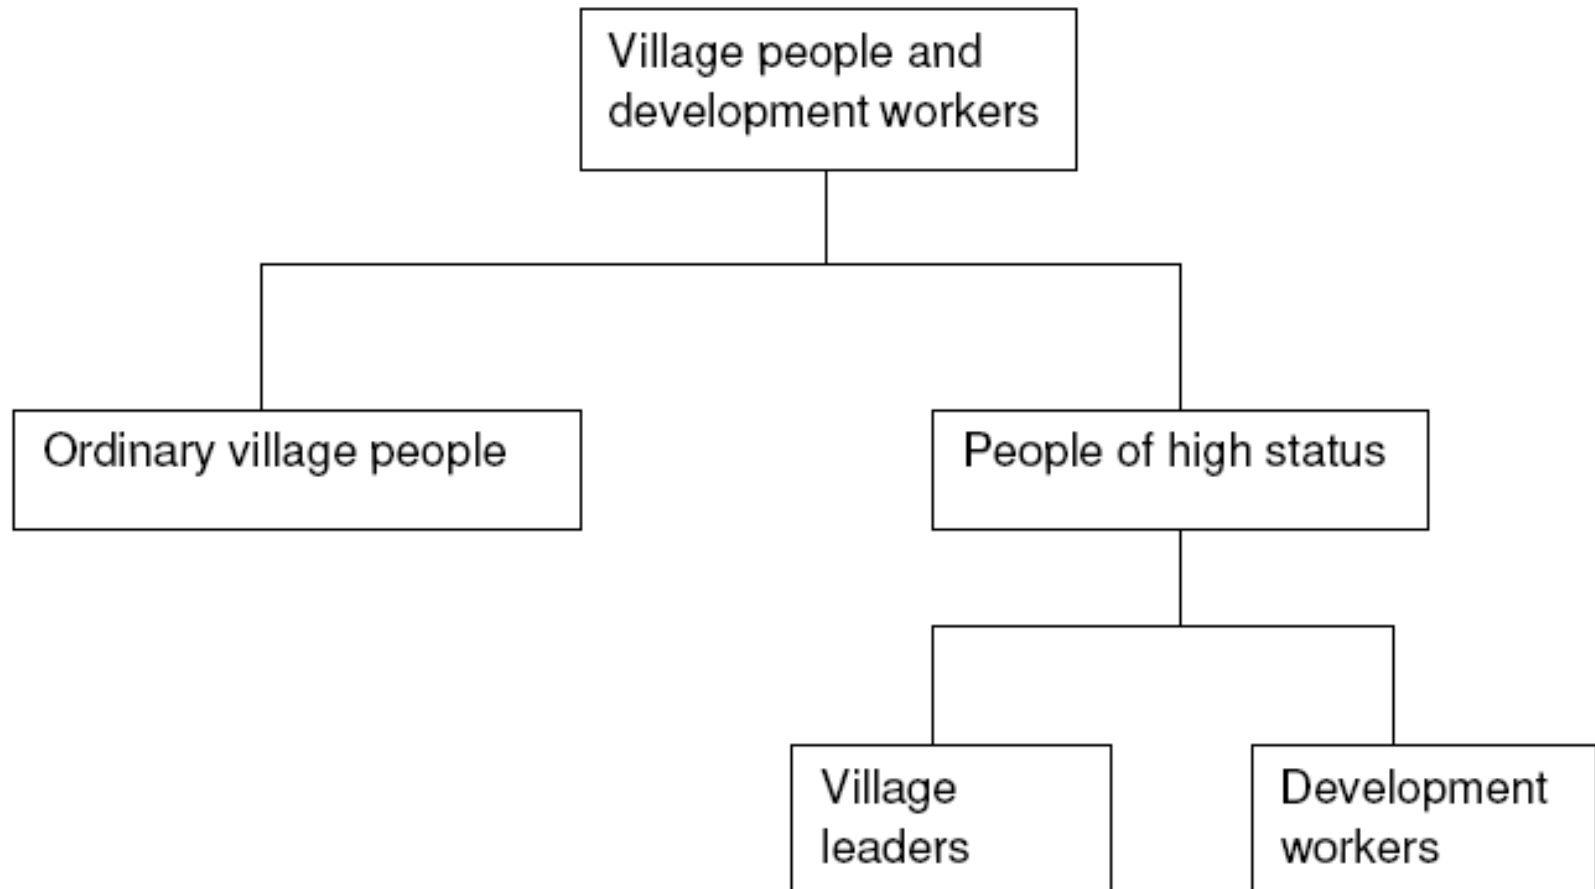 Village people and
development workers
Ordinary village people
People of high status
Village
leaders
Development
workers